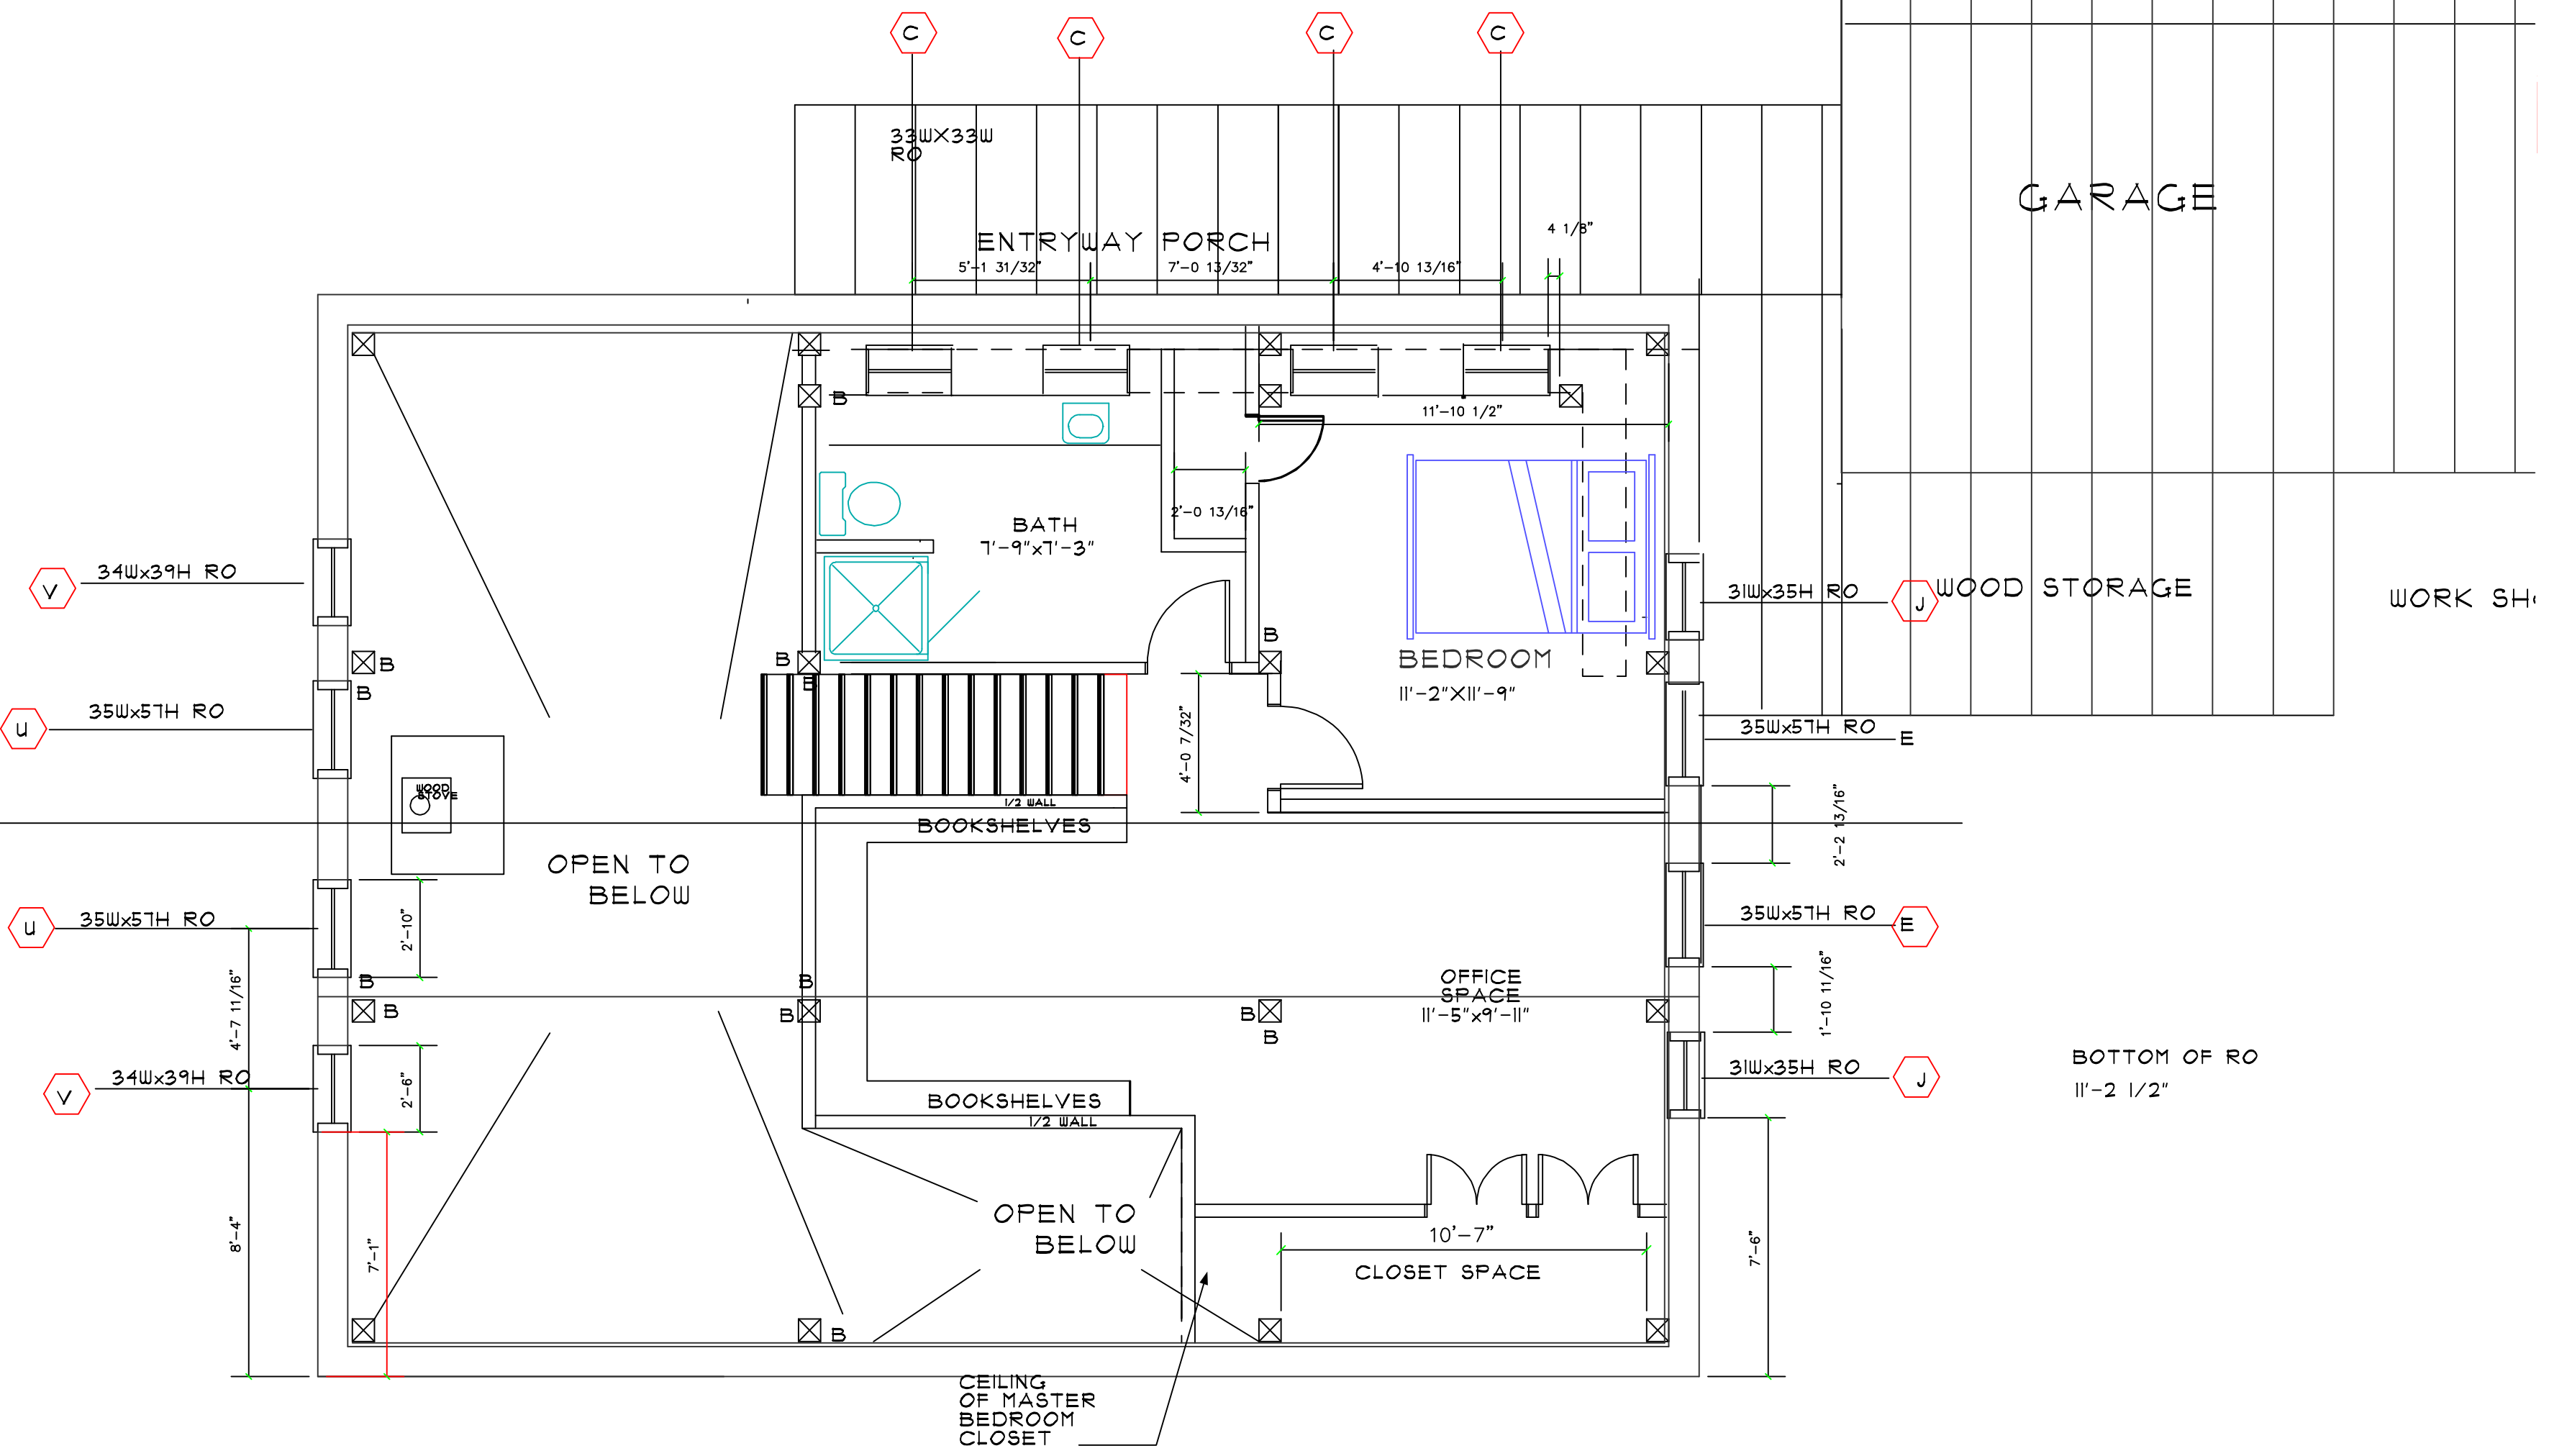 C
C
C
C
33WX33W
RO
GARAGE
4 1/8"
ENTRYWAY PORCH
5'-1 31/32"
7'-0 13/32"
4'-10 13/16"
B
11'-10 1/2"
2'-0 13/16"
BATH
7'-9"x7'-3"
34Wx39H RO
V
31Wx35H RO
J
WOOD STORAGE
WORK SH
B
B
B
BEDROOM
11'-2"X11'-9"
B
B
B
35Wx57H RO
U
35Wx57H RO
E
4'-0 7/32"
WOOD
STOVE
1/2 WALL
BOOKSHELVES
2'-2 13/16"
OPEN TO
BELOW
35Wx57H RO
U
2'-10"
35Wx57H RO
E
4'-7 11/16"
B
B
B
B
B
B
OFFICE
SPACE
11'-5"x9'-11"
1'-10 11/16"
34Wx39H RO
V
2'-6"
31Wx35H RO
J
BOTTOM OF RO
11'-2 1/2"
BOOKSHELVES
1/2 WALL
OPEN TO
BELOW
8'-4"
7'-1"
10'-7"
7'-6"
CLOSET SPACE
B
CEILING
OF MASTER
BEDROOM
CLOSET